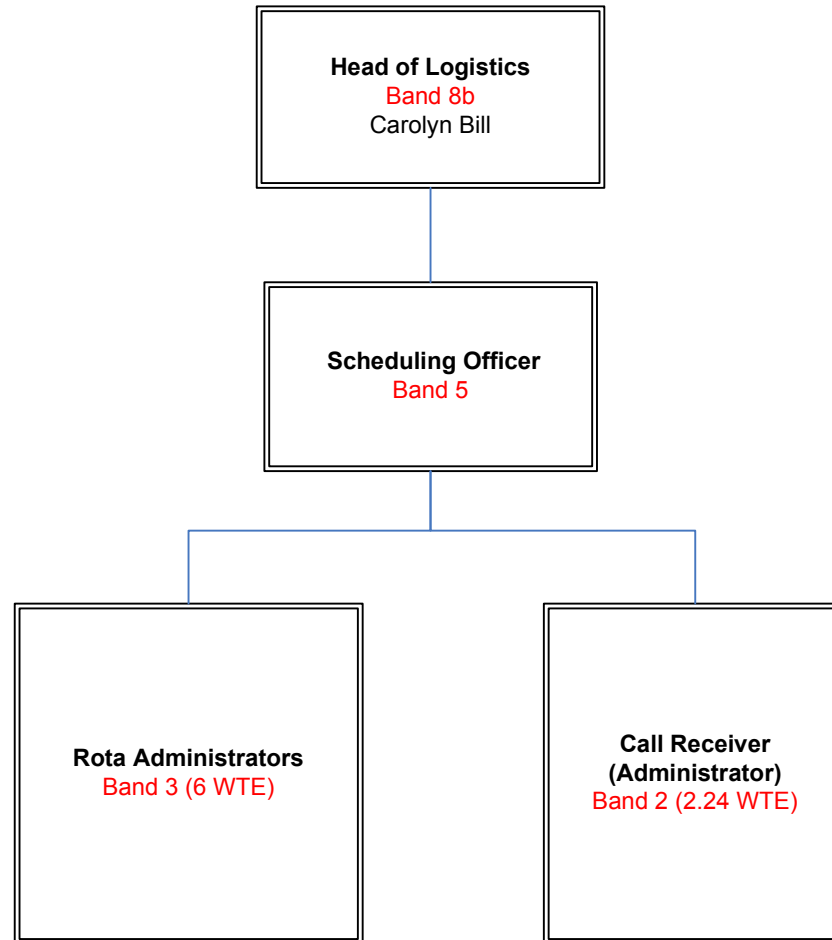 Head of Logistics
Band 8b
Carolyn Bill
Scheduling Officer
Band 5
Rota Administrators
Band 3 (6 WTE)
Call Receiver
(Administrator)
Band 2 (2.24 WTE)